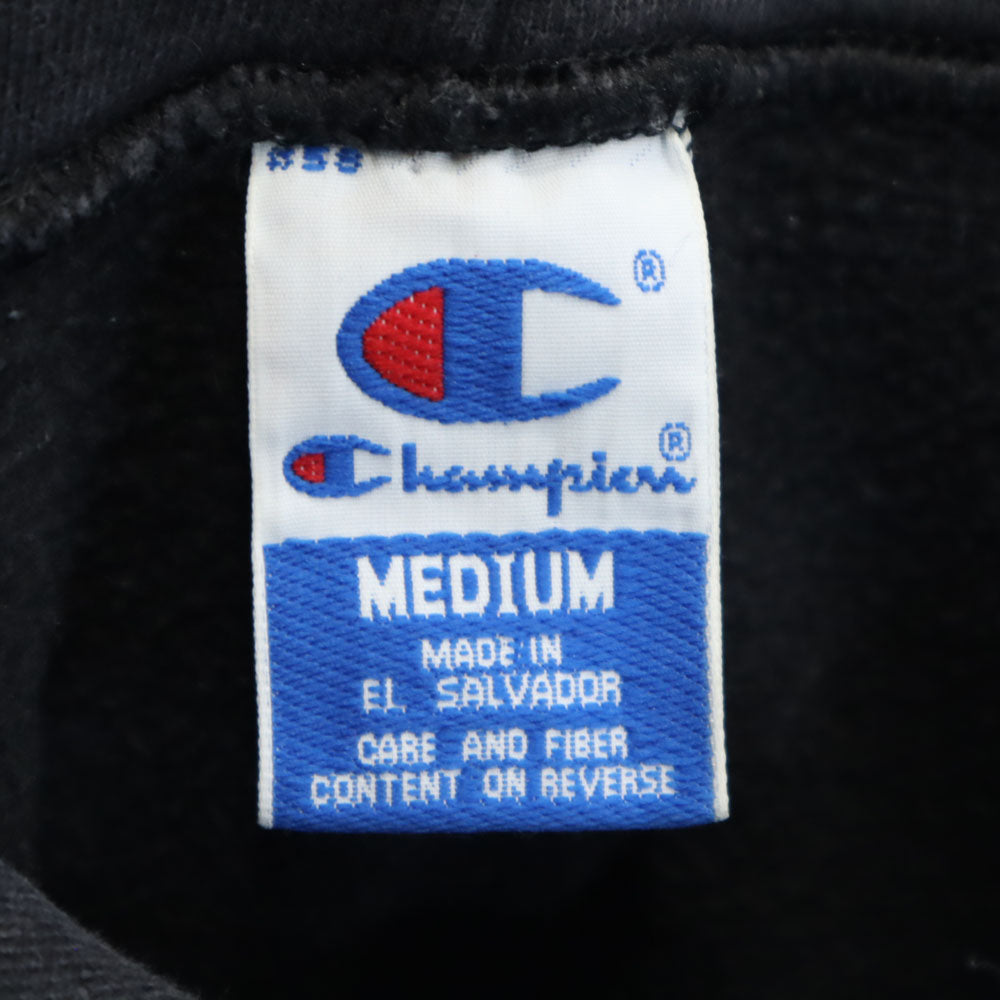 ®
Champion®
MEDIUM
MADE IN
EL SALVADOR
CARE AND FIBER
CONTENT ON REVERSE